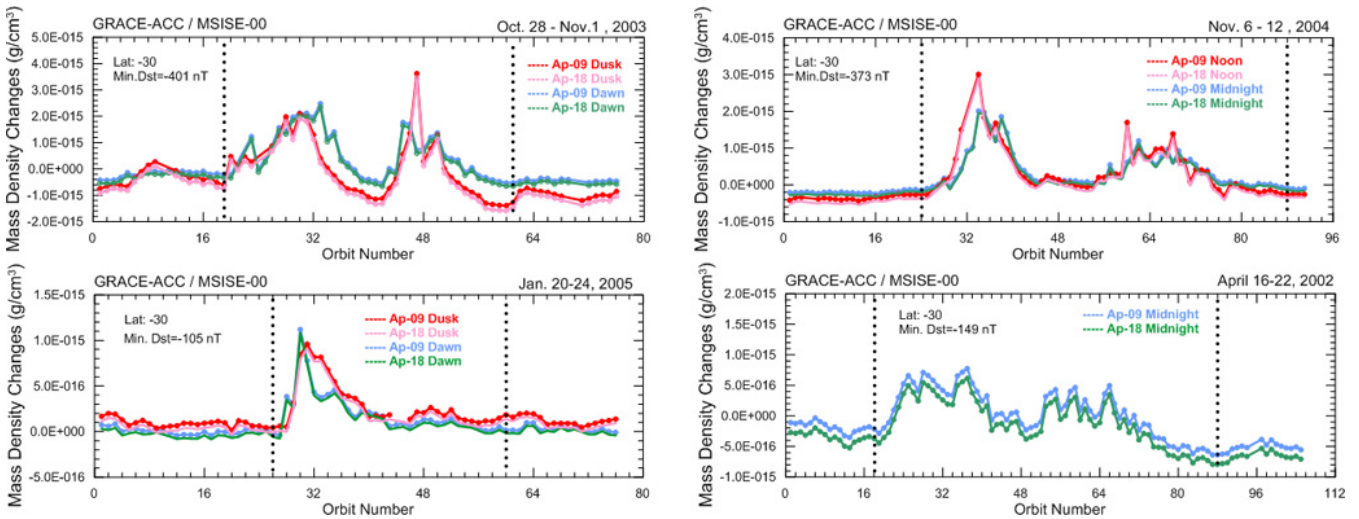 GRACE-ACC / MSISE-00 Oct. 28 - Nov.1 , 2003
Mass Density Changes (g/cm³)
5.0E-015
4.0E-015
3.0E-015
2.0E-015
1.0E-015
0.0E+000
-1.0E-015
-2.0E-015
Lat: -30
Min.Dst=-401 nT
Ap-09 Dusk
Ap-18 Dusk
Ap-09 Dawn
Ap-18 Dawn
0 16 32 48 64 80
Orbit Number
GRACE-ACC / MSISE-00 Nov. 6 - 12 , 2004
Mass Density Changes (g/cm³)
4.0E-015
3.0E-015
2.0E-015
1.0E-015
0.0E+000
-1.0E-015
Lat: -30
Min.Dst=-373 nT
Ap-09 Noon
Ap-18 Noon
Ap-09 Midnight
Ap-18 Midnight
0 16 32 48 64 80 96
Orbit Number
GRACE-ACC / MSISE-00 Jan. 20-24, 2005
Mass Density Changes (g/cm³)
1.5E-015
1.0E-015
5.0E-016
0.0E+000
-5.0E-016
Lat: -30
Min. Dst=-105 nT
Ap-09 Dusk
Ap-18 Dusk
Ap-09 Dawn
Ap-18 Dawn
0 16 32 48 64 80
Orbit Number
GRACE-ACC / MSISE-00 April 16-22, 2002
Mass Density Changes (g/cm³)
2.0E-015
1.5E-015
1.0E-015
5.0E-016
0.0E+000
-5.0E-016
-1.0E-015
Lat: -30
Min. Dst=-149 nT
Ap-09 Midnight
Ap-18 Midnight
0 16 32 48 64 80 96 112
Orbit Number